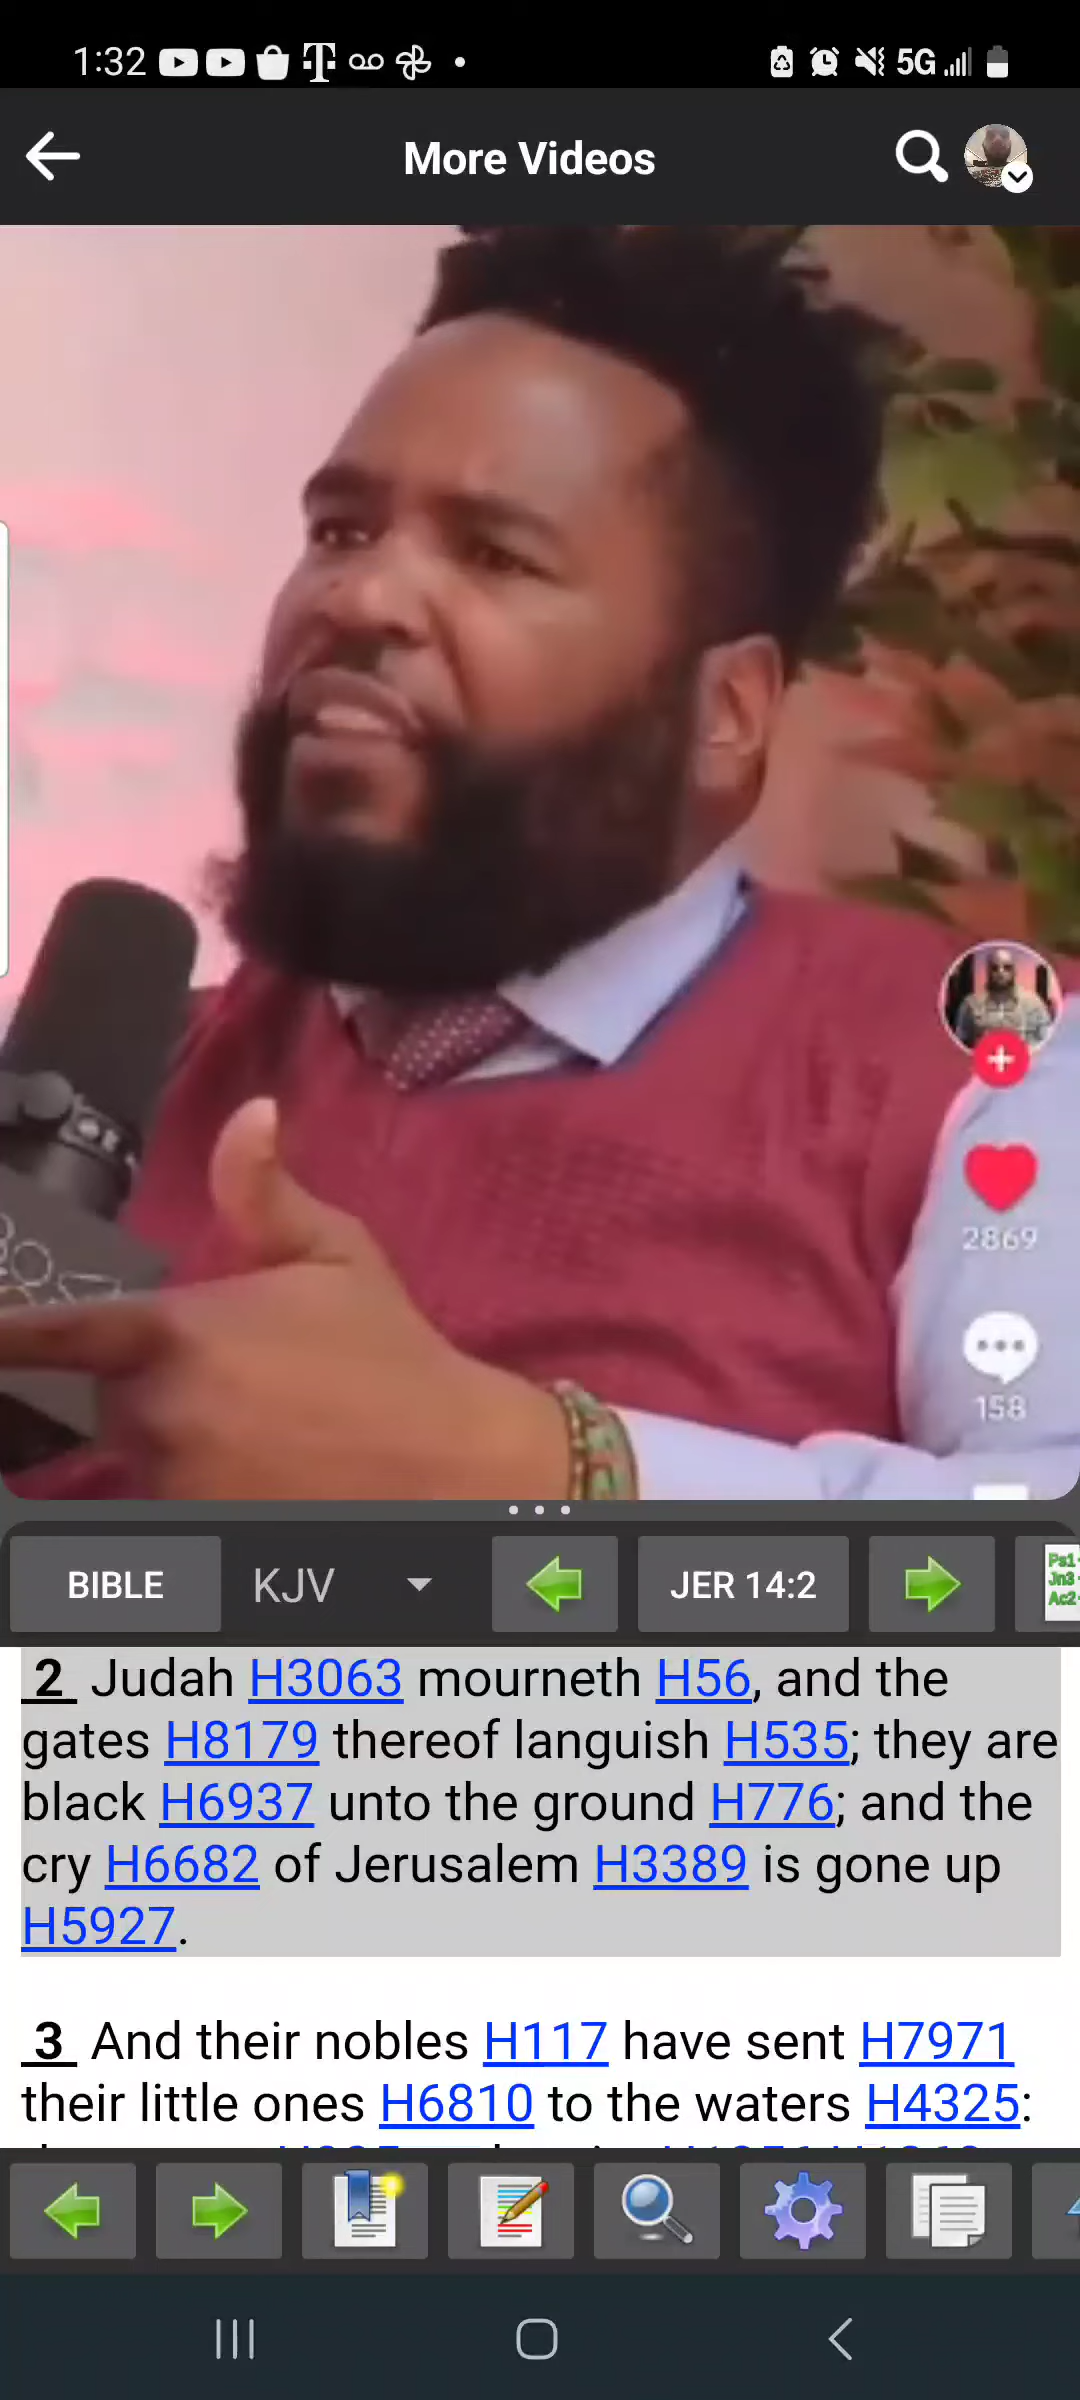 1:32 5G
More Videos
2869
158
BIBLE KJV JER 14:2 Ps1
Jn3
Ac2
2 Judah H3063 mourneth H56, and the
gates H8179 thereof languish H535; they are
black H6937 unto the ground H776; and the
cry H6682 of Jerusalem H3389 is gone up
H5927.
3 And their nobles H117 have sent H7971
their little ones H6810 to the waters H4325: